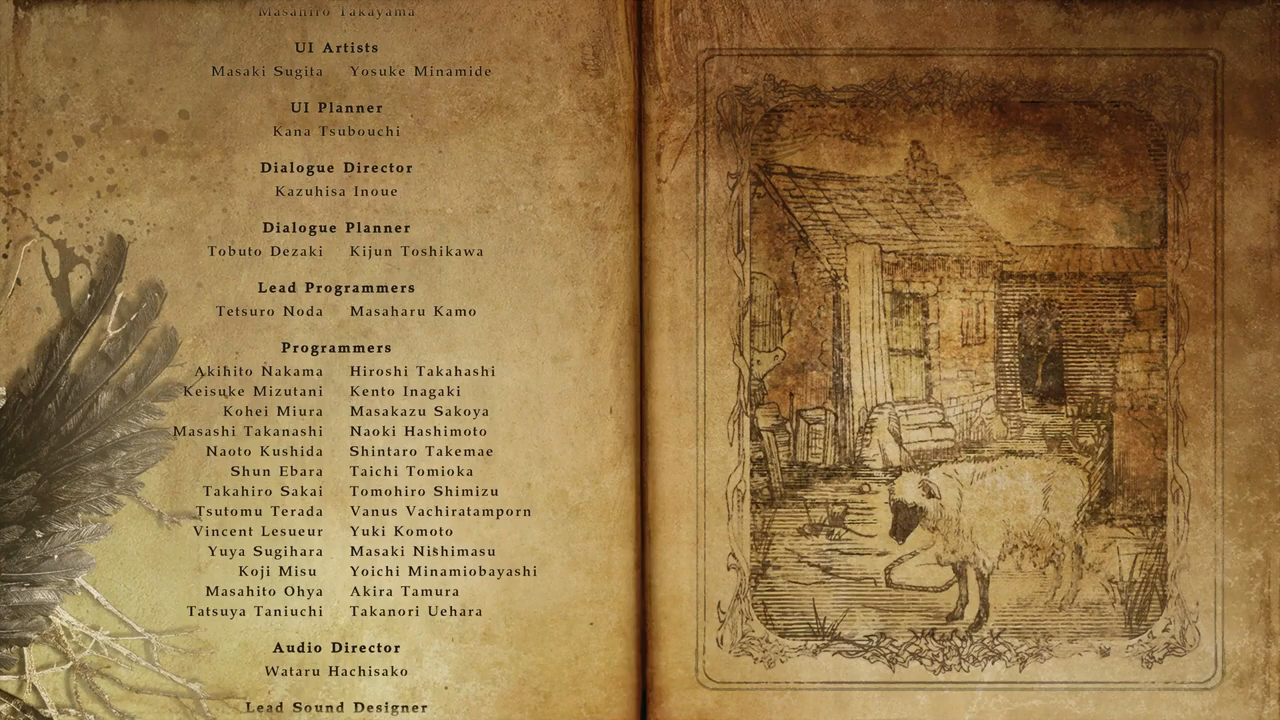 Masahiro Takayama
UI Artists
Masaki Sugita Yosuke Minamide
UI Planner
Kana Tsubouchi
Dialogue Director
Kazuhisa Inoue
Dialogue Planner
Tobuto Dezaki Kijun Toshikawa
Lead Programmers
Tetsuro Noda Masaharu Kamo
Programmers
Akihito Nakama Hiroshi Takahashi
Keisuke Mizutani Kento Inagaki
Kohei Miura Masakazu Sakoya
Masashi Takanashi Naoki Hashimoto
Naoto Kushida Shintaro Takemae
Shun Ebara Taichi Tomioka
Takahiro Sakai Tomohiro Shimizu
Tsutomu Terada Vanus Vachiratamporn
Vincent Lesueur Yuki Komoto
Yuya Sugihara Masaki Nishimasu
Koji Misu Yoichi Minamiobayashi
Masahito Ohya Akira Tamura
Tatsuya Taniuchi Takanori Uehara
Audio Director
Wataru Hachisako
Lead Sound Designer